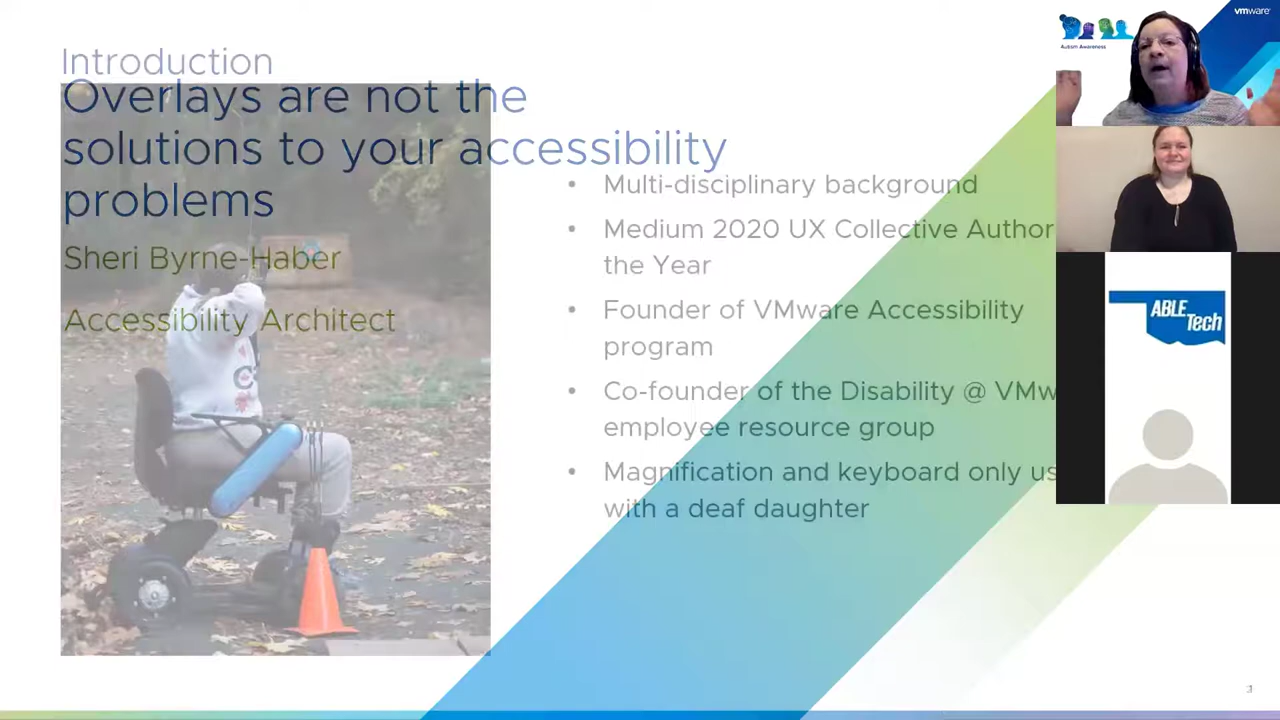 Introduction
Overlays are not the
solutions to your accessibility
problems
Sheri Byrne-Haber
Accessibility Architect
• Multi-disciplinary background
• Medium 2020 UX Collective Author
the Year
• Founder of VMware Accessibility
program
• Co-founder of the Disability @ VMw
employee resource group
• Magnification and keyboard only us
with a deaf daughter
vmware
Autism Awareness
ABLE
Tech